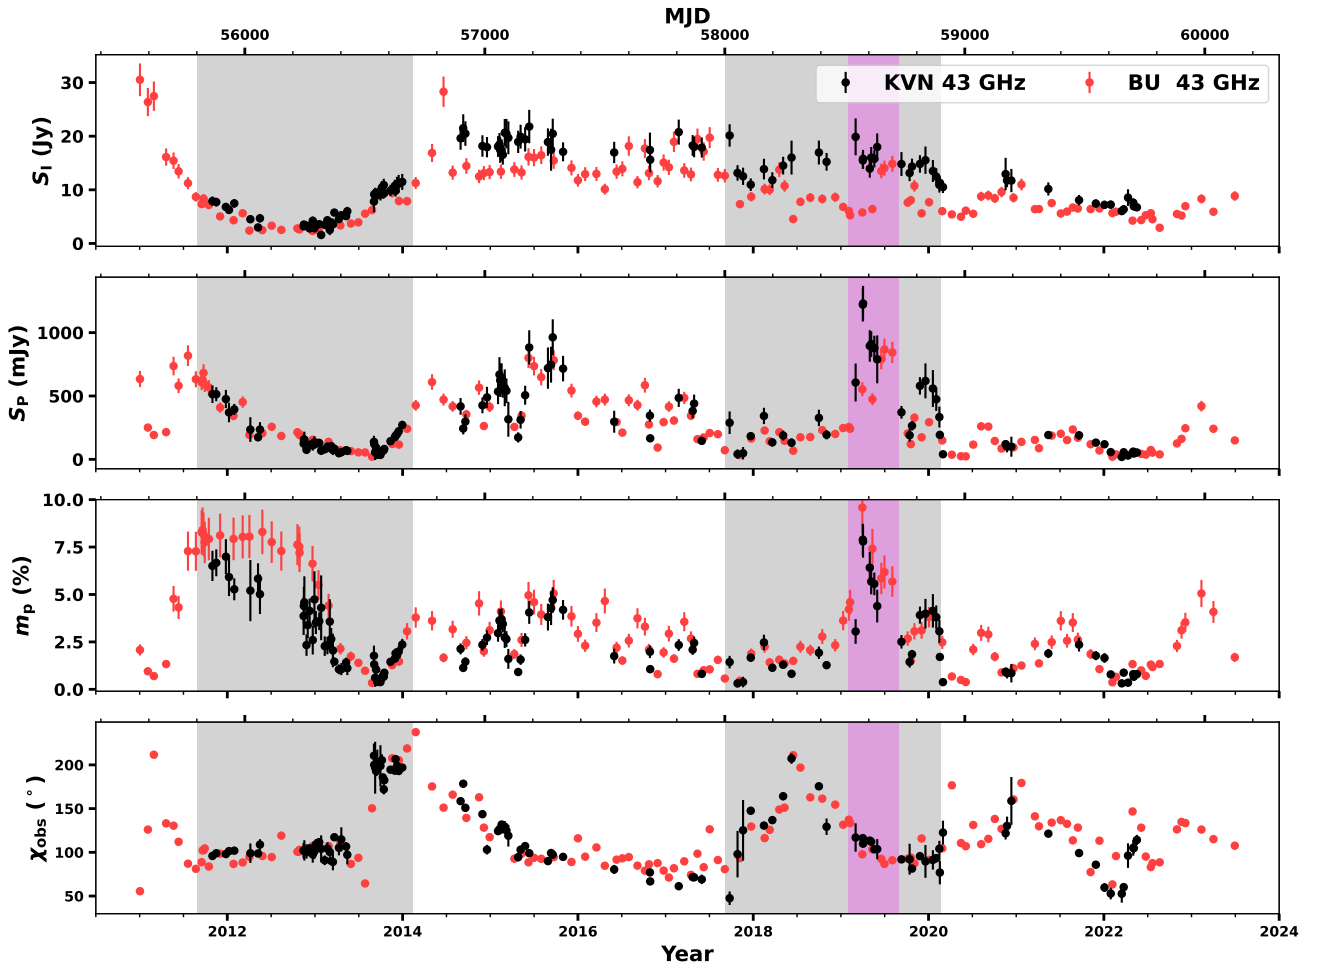 MJD
56000 57000 58000 59000 60000
S_I (Jy)
30
20
10
0
KVN 43 GHz BU 43 GHz
S_P (mJy)
1000
500
0
m_p (%)
10.0
7.5
5.0
2.5
0.0
χ_obs (°)
200
150
100
50
2012 2014 2016 2018 2020 2022 2024
Year